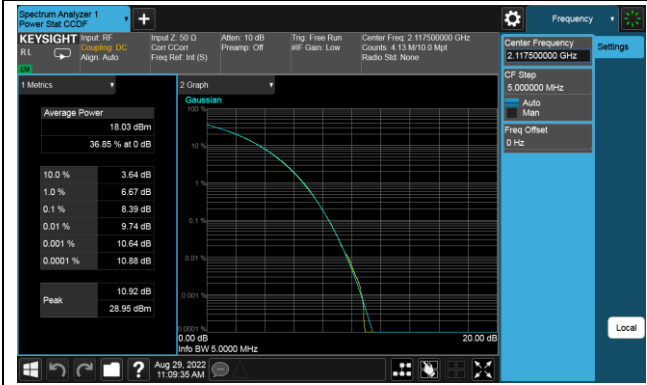 Spectrum Analyzer 1
Power Stat CCDF
Frequency
KEYSIGHT
RL
Input: RF
Coupling: DC
Align: Auto
Input Z: 50 Ω
Corr CCorr
Freq Ref: Int (S)
Atten: 10 dB
Preamp: Off
Trig: Free Run
#IF Gain: Low
Center Freq: 2.117500000 GHz
Counts: 4.13 M/10.0 Mpt
Radio Std: None
Center Frequency
2.117500000 GHz
Settings
CF Step
5.000000 MHz
Auto
Man
Freq Offset
0 Hz
1 Metrics
2 Graph
Average Power
18.03 dBm
36.85 % at 0 dB
10.0 % 3.64 dB
1.0 % 6.67 dB
0.1 % 8.39 dB
0.01 % 9.74 dB
0.001 % 10.64 dB
0.0001 % 10.88 dB
Peak
10.92 dB
28.95 dBm
Gaussian
100 %
10 %
1 %
0.1 %
0.01 %
0.001 %
0.0001 %
0.00 dB
20.00 dB
Info BW 5.0000 MHz
Local
Aug 29, 2022
11:09:35 AM